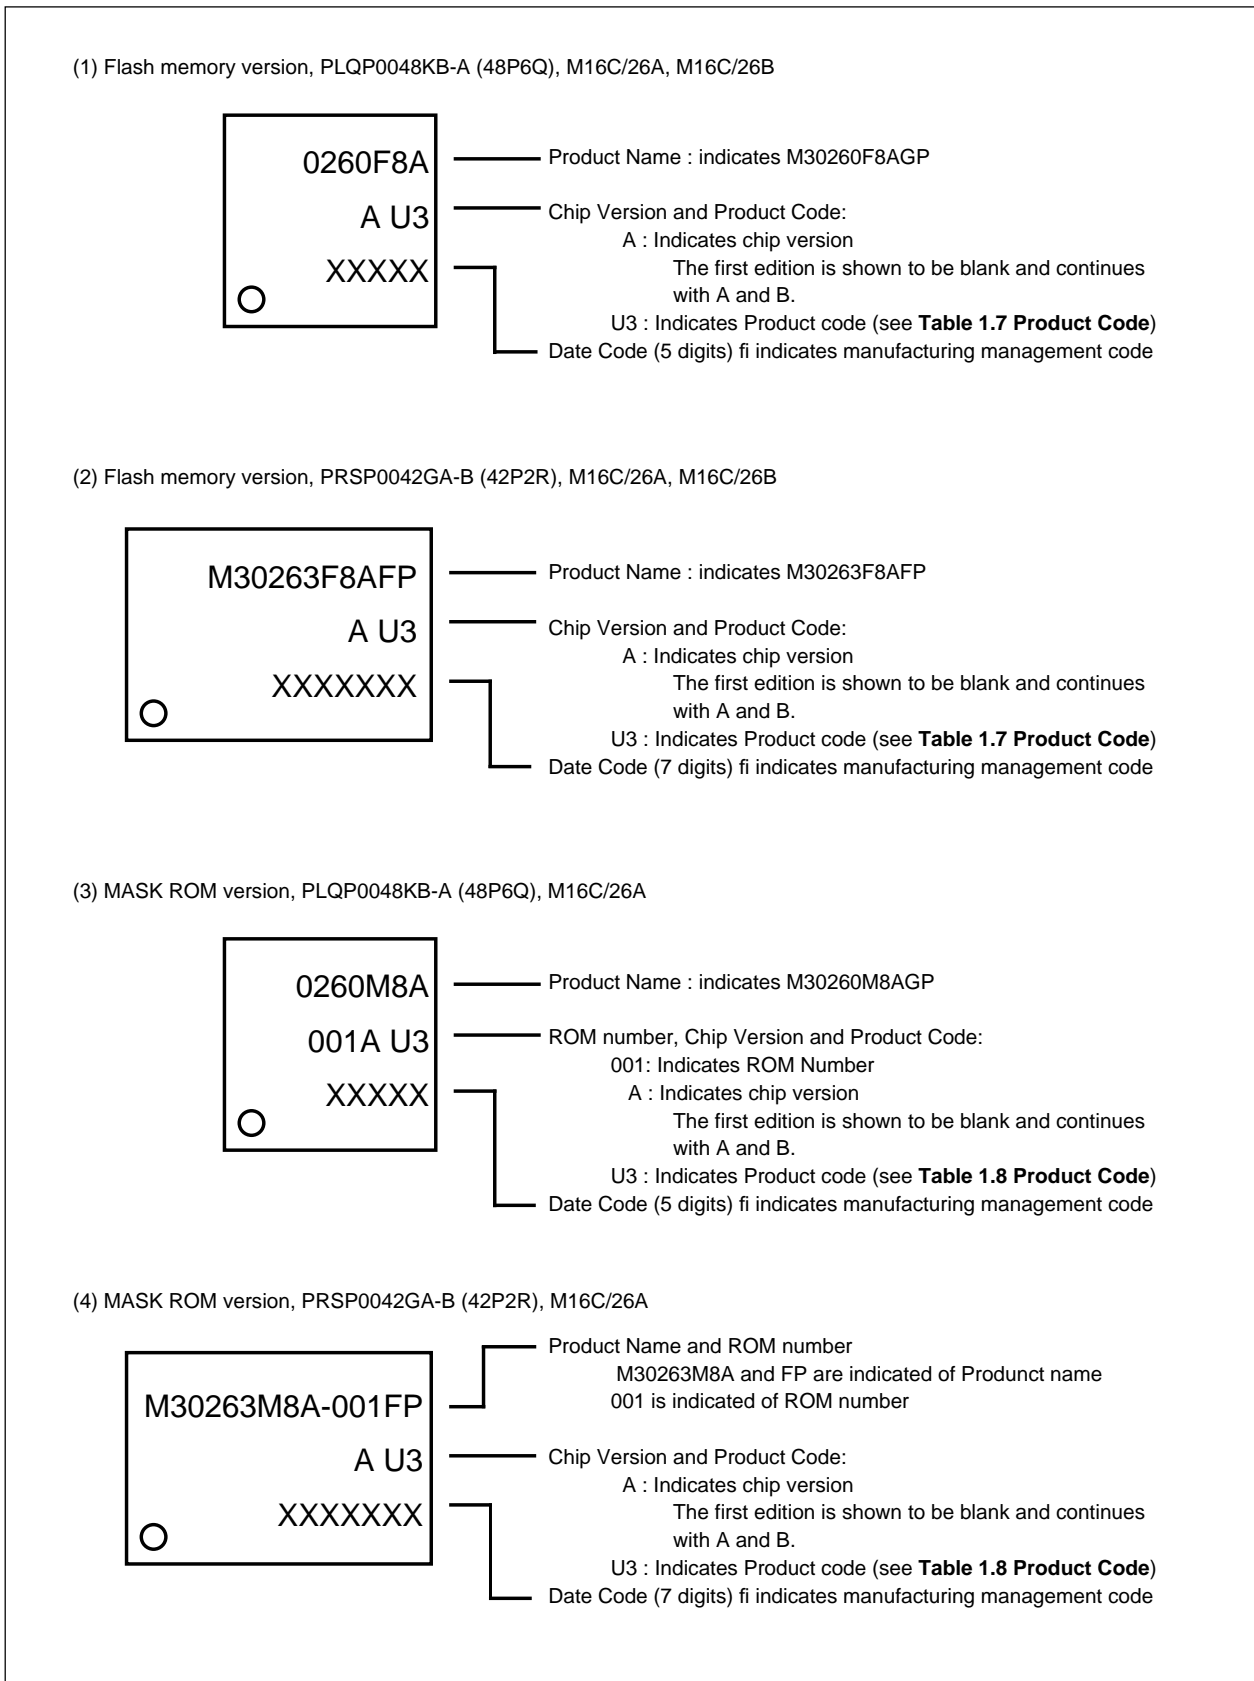 (1) Flash memory version, PLQP0048KB-A (48P6Q), M16C/26A, M16C/26B
0260F8A
Product Name : indicates M30260F8AGP
A U3
Chip Version and Product Code:
A : Indicates chip version
The first edition is shown to be blank and continues
with A and B.
XXXXX
U3 : Indicates Product code (see Table 1.7 Product Code)
Date Code (5 digits) fi indicates manufacturing management code
(2) Flash memory version, PRSP0042GA-B (42P2R), M16C/26A, M16C/26B
M30263F8AFP
Product Name : indicates M30263F8AFP
A U3
Chip Version and Product Code:
A : Indicates chip version
The first edition is shown to be blank and continues
with A and B.
XXXXXXX
U3 : Indicates Product code (see Table 1.7 Product Code)
Date Code (7 digits) fi indicates manufacturing management code
(3) MASK ROM version, PLQP0048KB-A (48P6Q), M16C/26A
0260M8A
Product Name : indicates M30260M8AGP
001A U3
ROM number, Chip Version and Product Code:
001: Indicates ROM Number
A : Indicates chip version
The first edition is shown to be blank and continues
with A and B.
XXXXX
U3 : Indicates Product code (see Table 1.8 Product Code)
Date Code (5 digits) fi indicates manufacturing management code
(4) MASK ROM version, PRSP0042GA-B (42P2R), M16C/26A
M30263M8A-001FP
Product Name and ROM number
M30263M8A and FP are indicated of Produnct name
001 is indicated of ROM number
A U3
Chip Version and Product Code:
A : Indicates chip version
The first edition is shown to be blank and continues
with A and B.
XXXXXXX
U3 : Indicates Product code (see Table 1.8 Product Code)
Date Code (7 digits) fi indicates manufacturing management code